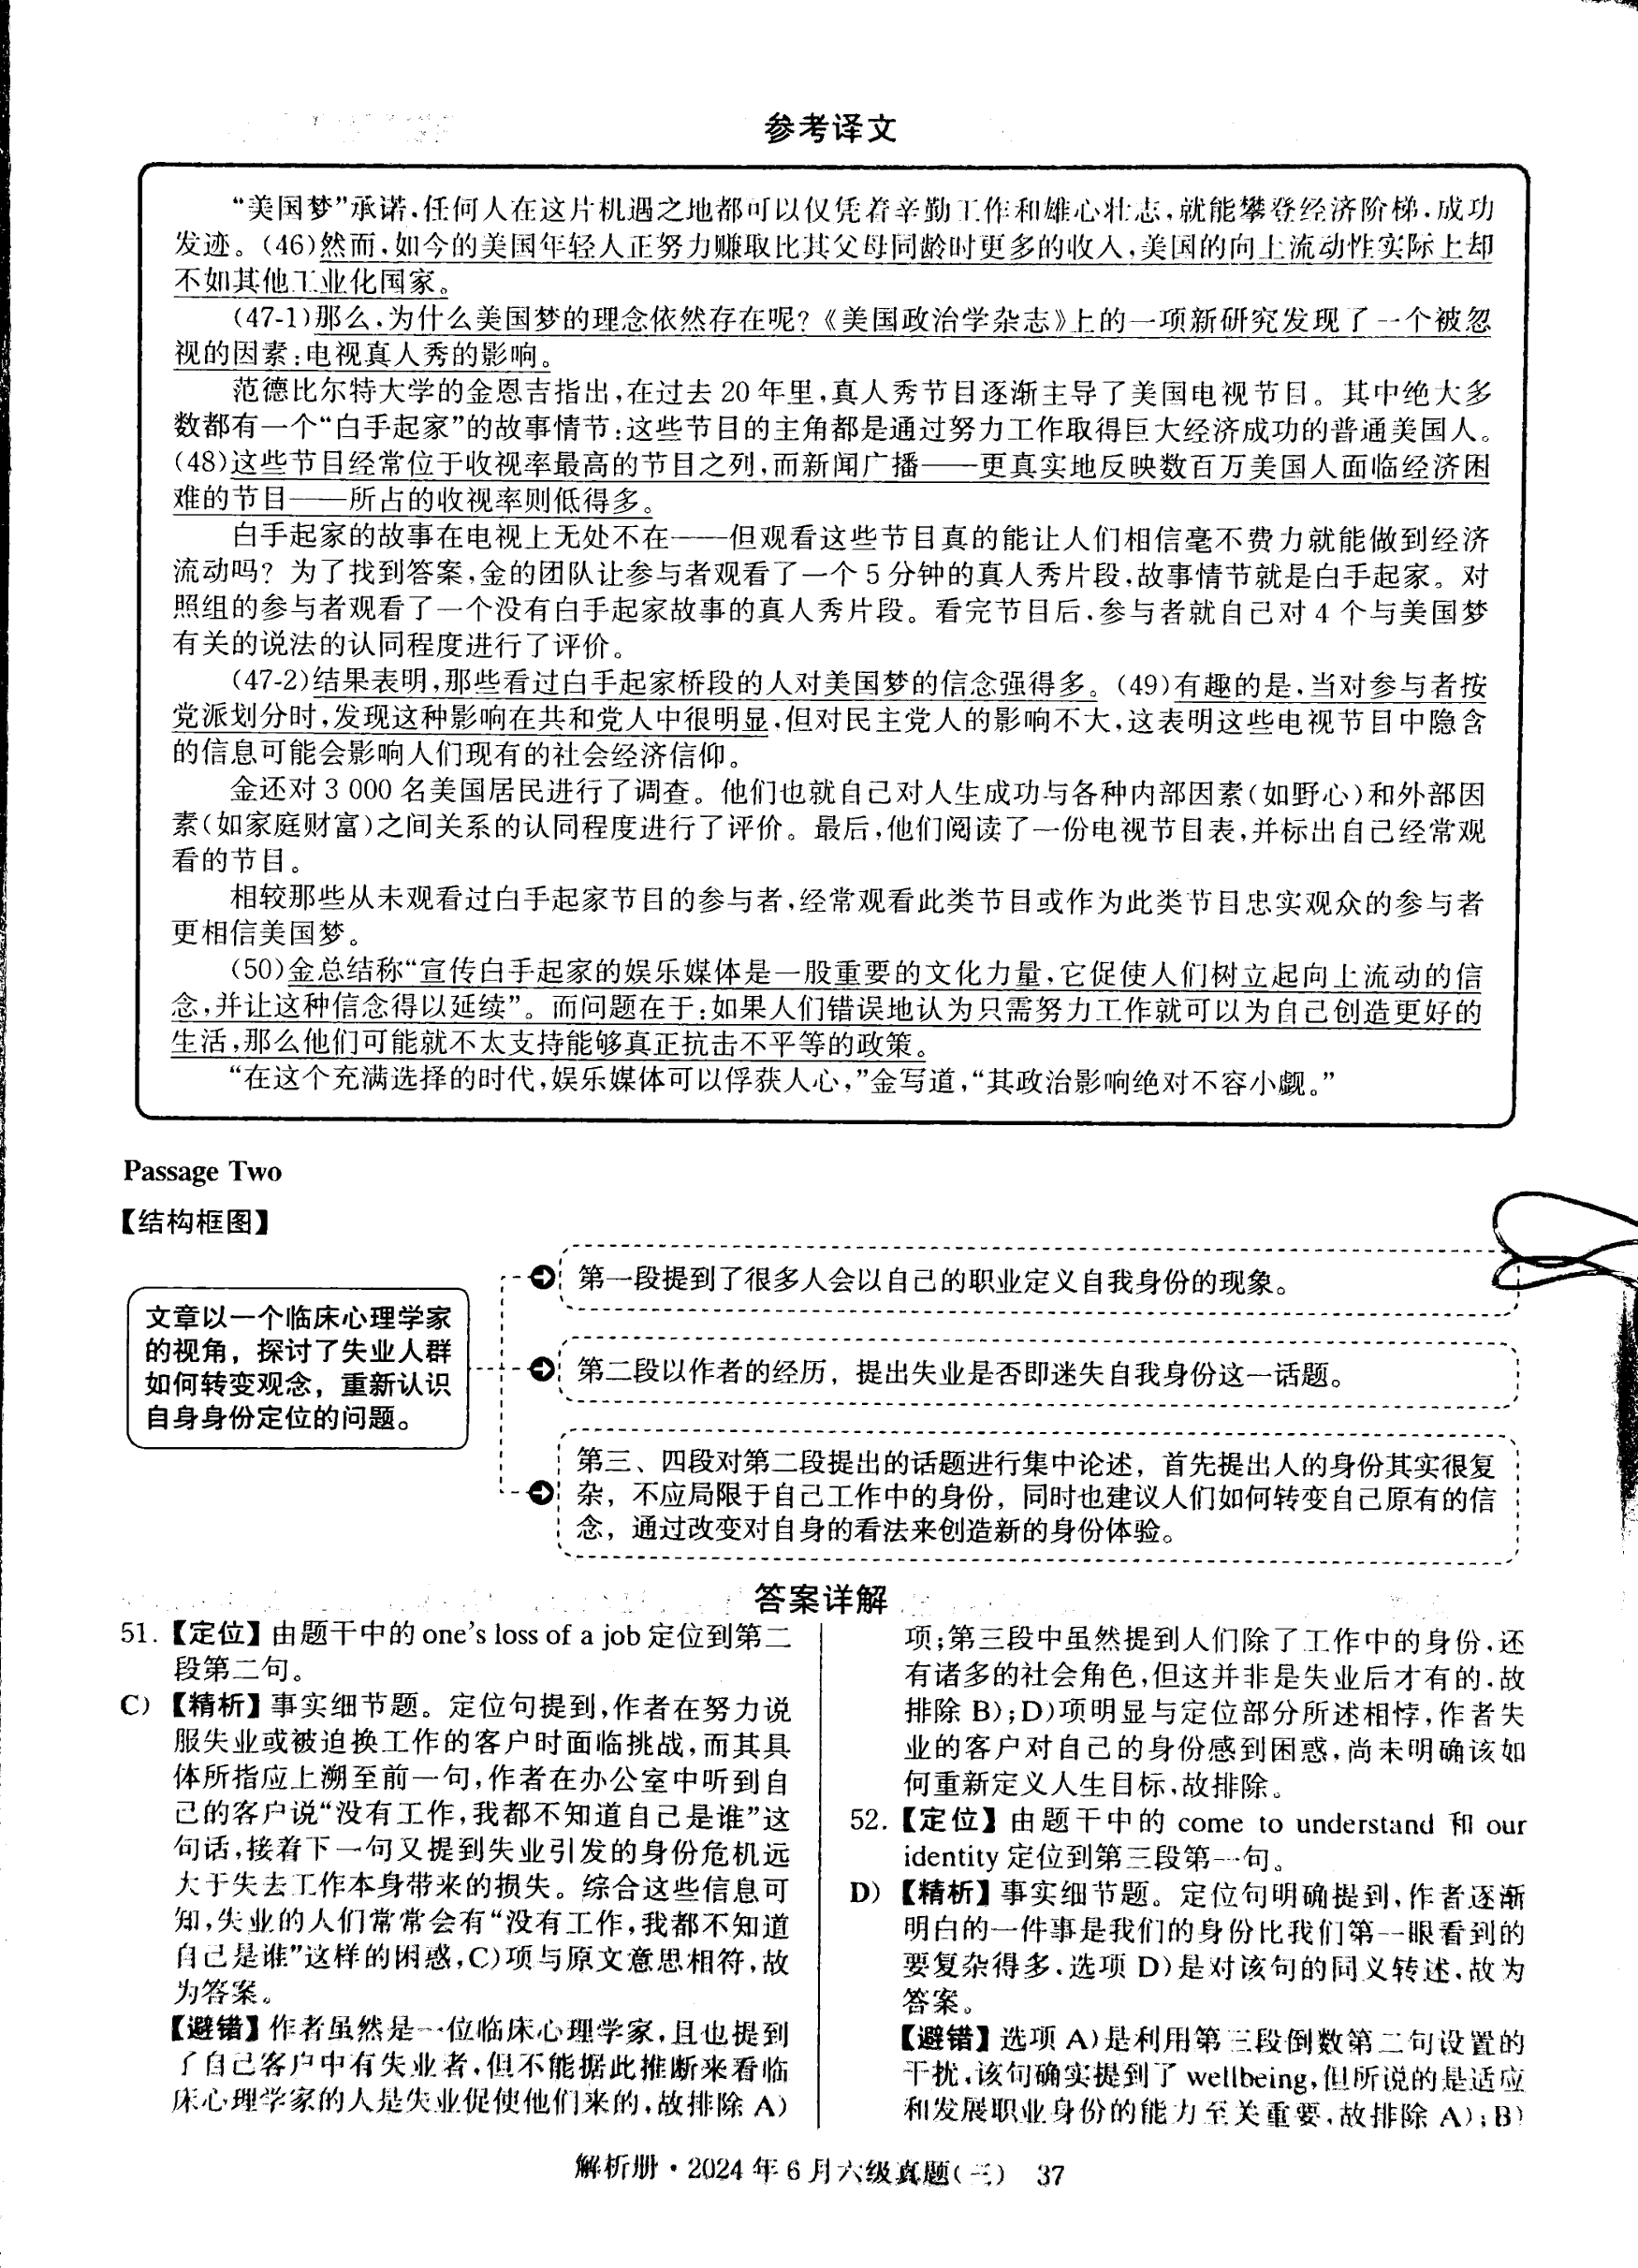 参考译文
“美国梦”承诺,任何人在这片机遇之地都可以仅凭着辛勤工作和雄心壮志,就能攀登经济阶梯,成功
发迹。(46)然而,如今的美国年轻人正努力赚取比其父母同龄时更多的收入,美国的向上流动性实际上却
不如其他工业化国家。
(47-1)那么,为什么美国梦的理念依然存在呢?《美国政治学杂志》上的一项新研究发现了一个被忽
视的因素:电视真人秀的影响。
范德比尔特大学的金恩吉指出,在过去 20 年里,真人秀节目逐渐主导了美国电视节目。其中绝大多
数都有一个“白手起家”的故事情节:这些节目的主角都是通过努力工作取得巨大经济成功的普通美国人。
(48)这些节目经常位于收视率最高的节目之列,而新闻广播——更真实地反映数百万美国人面临经济困
难的节目——所占的收视率则低得多。
白手起家的故事在电视上无处不在——但观看这些节目真的能让人们相信毫不费力就能做到经济
流动吗?为了找到答案,金的团队让参与者观看了一个 5 分钟的真人秀片段,故事情节就是白手起家。对
照组的参与者观看了一个没有白手起家故事的真人秀片段。看完节目后,参与者就自己对 4 个与美国梦
有关的说法的认同程度进行了评价。
(47-2)结果表明,那些看过白手起家桥段的人对美国梦的信念强得多。(49)有趣的是,当对参与者按
党派划分时,发现这种影响在共和党人中很明显,但对民主党人的影响不大,这表明这些电视节目中隐含
的信息可能会影响人们现有的社会经济信仰。
金还对 3 000 名美国居民进行了调查。他们也就自己对人生成功与各种内部因素(如野心)和外部因
素(如家庭财富)之间关系的认同程度进行了评价。最后,他们阅读了一份电视节目表,并标出自己经常观
看的节目。
相较那些从未观看过白手起家节目的参与者,经常观看此类节目或作为此类节目忠实观众的参与者
更相信美国梦。
(50)金总结称“宣传白手起家的娱乐媒体是一股重要的文化力量,它促使人们树立起向上流动的信
念,并让这种信念得以延续”。而问题在于:如果人们错误地认为只需努力工作就可以为自己创造更好的
生活,那么他们可能就不太支持能够真正抗击不平等的政策。
“在这个充满选择的时代,娱乐媒体可以俘获人心,”金写道,“其政治影响绝对不容小觑。”
Passage Two
【结构框图】
文章以一个临床心理学家
的视角，探讨了失业人群
如何转变观念，重新认识
自身身份定位的问题。
第一段提到了很多人会以自己的职业定义自我身份的现象。
第二段以作者的经历，提出失业是否即迷失自我身份这一话题。
第三、四段对第二段提出的话题进行集中论述，首先提出人的身份其实很复
杂，不应局限于自己工作中的身份，同时也建议人们如何转变自己原有的信
念，通过改变对自身的看法来创造新的身份体验。
答案详解
51.【定位】由题干中的 one's loss of a job 定位到第二
段第二句。
C)【精析】事实细节题。定位句提到,作者在努力说
服失业或被迫换工作的客户时面临挑战,而其具
体所指应上溯至前一句,作者在办公室中听到自
己的客户说“没有工作,我都不知道自己是谁”这
句话,接着下一句又提到失业引发的身份危机远
大于失去工作本身带来的损失。综合这些信息可
知,失业的人们常常会有“没有工作,我都不知道
自己是谁”这样的困惑,C)项与原文意思相符,故
为答案。
【避错】作者虽然是一位临床心理学家,且也提到
了自己客户中有失业者,但不能据此推断来看临
床心理学家的人是失业促使他们来的,故排除 A)
项;第三段中虽然提到人们除了工作中的身份,还
有诸多的社会角色,但这并非是失业后才有的,故
排除 B);D)项明显与定位部分所述相悖,作者失
业的客户对自己的身份感到困惑,尚未明确该如
何重新定义人生目标,故排除。
52.【定位】由题干中的 come to understand 和 our
identity 定位到第三段第一句。
D)【精析】事实细节题。定位句明确提到,作者逐渐
明白的一件事是我们的身份比我们第一眼看到的
要复杂得多,选项 D)是对该句的同义转述,故为
答案。
【避错】选项 A)是利用第三段倒数第二句设置的
干扰,该句确实提到了 wellbeing,但所说的是适应
和发展职业身份的能力至关重要,故排除 A);B)
解析册·2024 年 6 月六级真题(三) 37